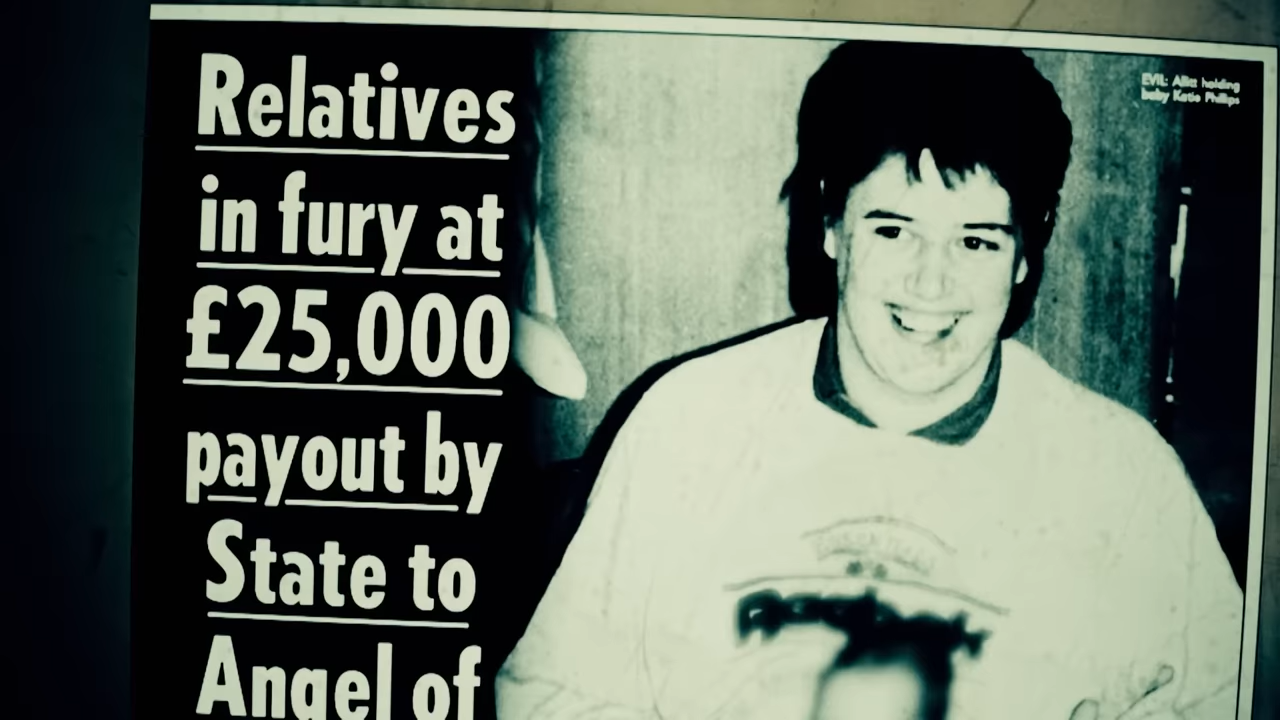 Relatives
in fury at
£25,000
payout by
State to
Angel of
EVIL: Allitt holding
baby Katie Phillips